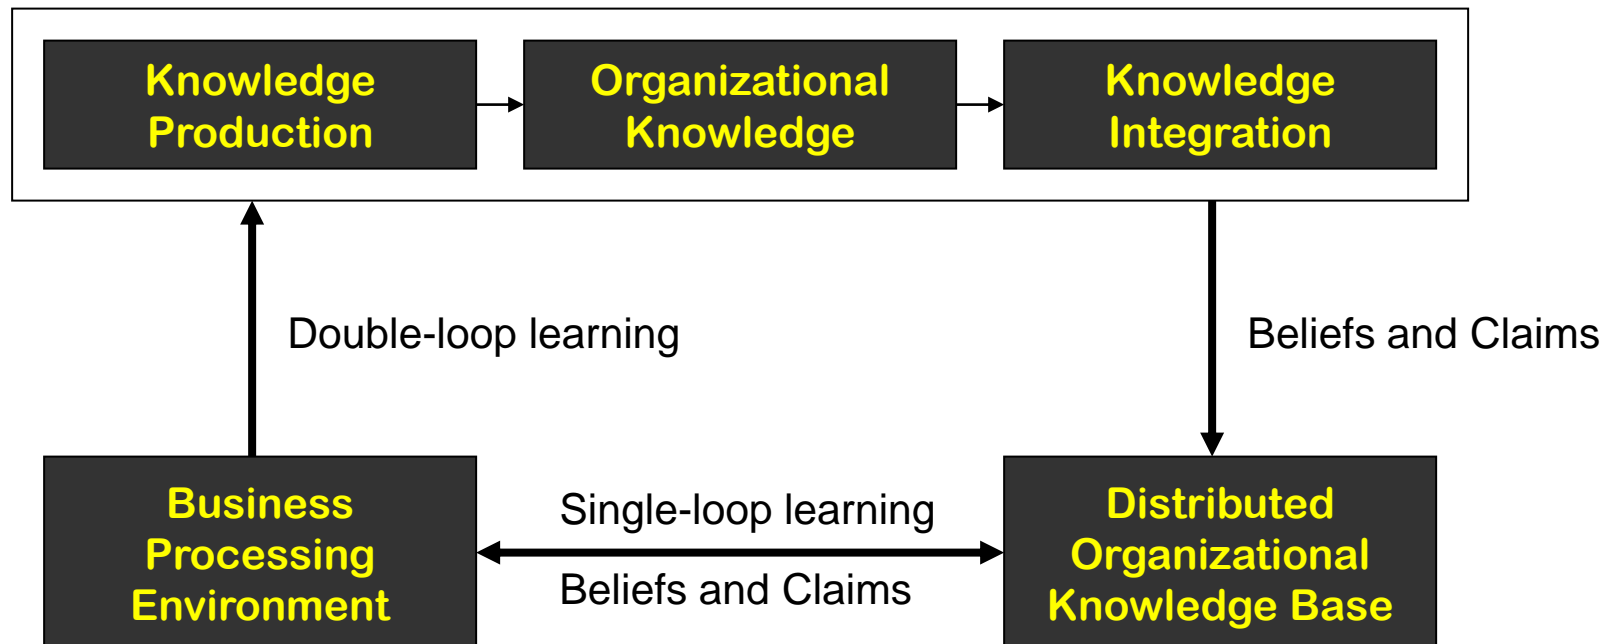 Knowledge
Production
Organizational
Knowledge
Knowledge
Integration
Double-loop learning
Beliefs and Claims
Business
Processing
Environment
Single-loop learning
Beliefs and Claims
Distributed
Organizational
Knowledge Base